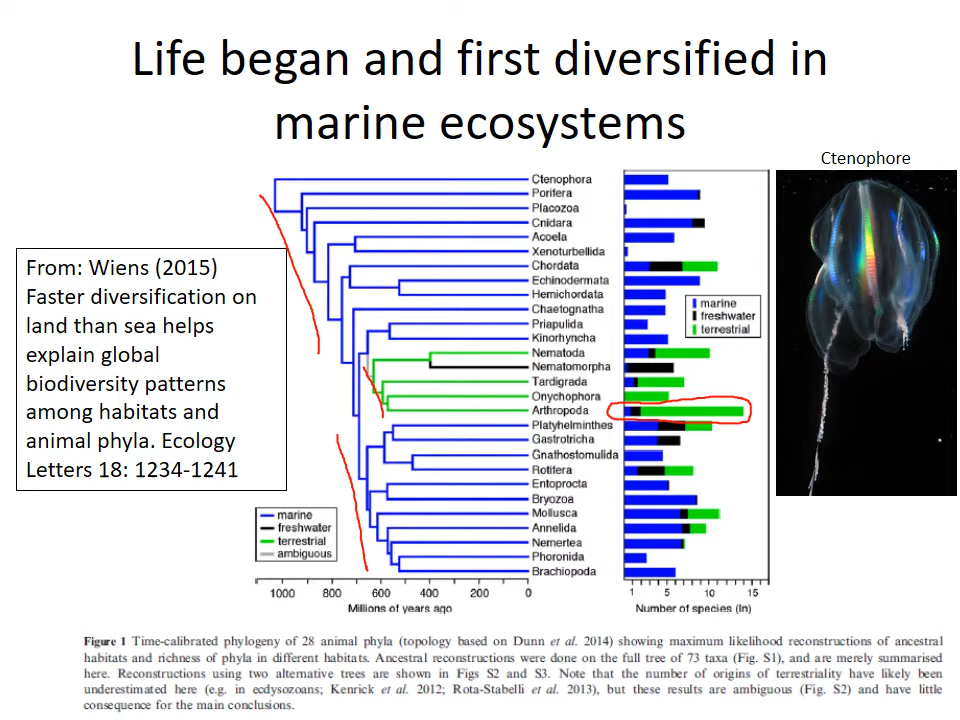 Life began and first diversified in
marine ecosystems
Ctenophore
From: Wiens (2015)
Faster diversification on
land than sea helps
explain global
biodiversity patterns
among habitats and
animal phyla. Ecology
Letters 18: 1234-1241
Ctenophora
Porifera
Placozoa
Cnidara
Acoela
Xenoturbellida
Chordata
Echinodermata
Hemichordata
Chaetognatha
Priapulida
Kinorhyncha
Nematoda
Nematomorpha
Tardigrada
Onychophora
Arthropoda
Platyhelminthes
Gastrotricha
Gnathostomulida
Rotifera
Entoprocta
Bryozoa
Mollusca
Annelida
Nemertea
Phoronida
Brachiopoda
marine
freshwater
terrestrial
marine
freshwater
terrestrial
ambiguous
1000 800 600 400 200 0
Millions of years ago
1 5 10 15
Number of species (ln)
Figure 1 Time-calibrated phylogeny of 28 animal phyla (topology based on Dunn et al. 2014) showing maximum likelihood reconstructions of ancestral
habitats and richness of phyla in different habitats. Ancestral reconstructions were done on the full tree of 73 taxa (Fig. S1), and are merely summarised
here. Reconstructions using two alternative trees are shown in Figs S2 and S3. Note that the number of origins of terrestriality have likely been
underestimated here (e.g. in ecdysozoans; Kenrick et al. 2012; Rota-Stabelli et al. 2013), but these results are ambiguous (Fig. S2) and have little
consequence for the main conclusions.